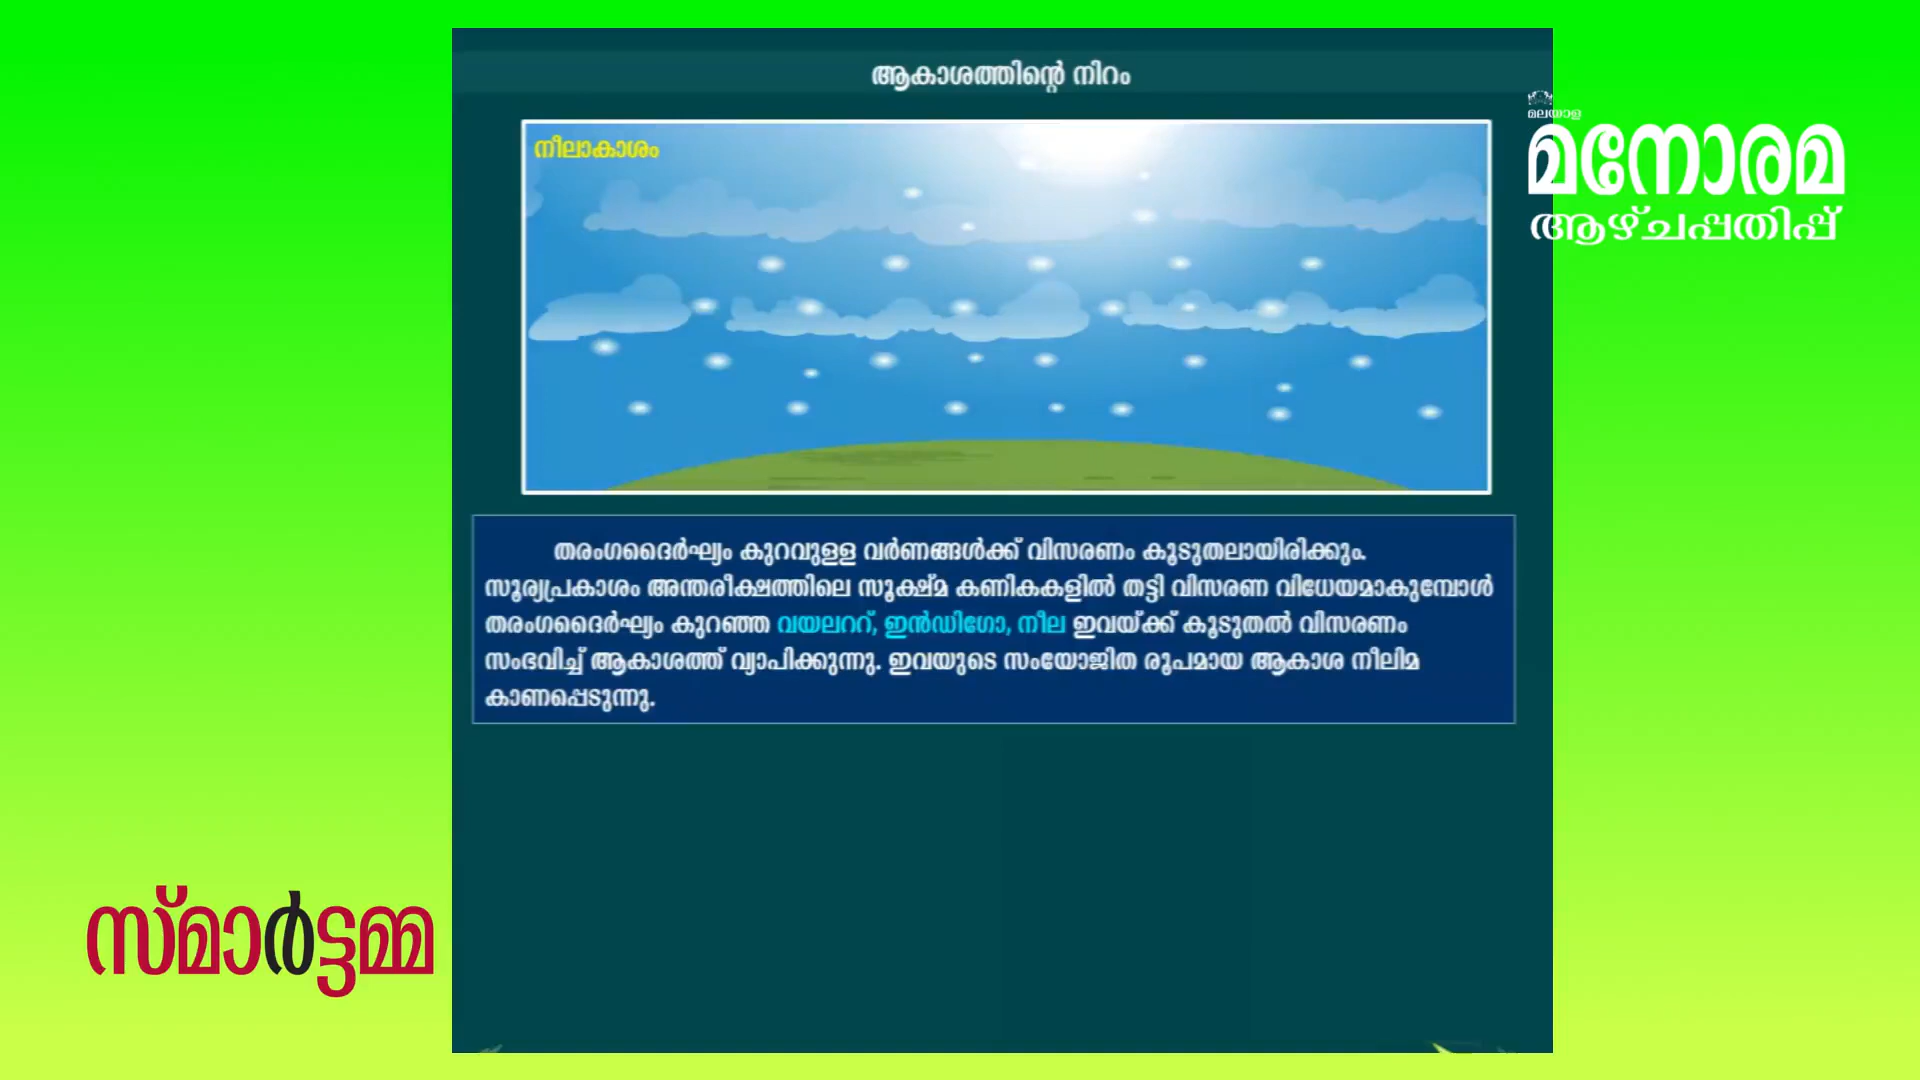 ആകാശത്തിന്റെ നിറം
നീലാകാശം
മലയാള
മനോരമ
ആഴ്ചപ്പതിപ്പ്
തരംഗദൈർഘ്യം കുറവുളള വർണങ്ങൾക്ക് വിസരണം കൂടുതലായിരിക്കും.
സൂര്യപ്രകാശം അന്തരീക്ഷത്തിലെ സൂക്ഷ്മ കണികകളിൽ തട്ടി വിസരണ വിധേയമാകുമ്പോൾ
തരംഗദൈർഘ്യം കുറഞ്ഞ വയലററ്, ഇൻഡിഗോ, നീല ഇവയ്ക്ക് കൂടുതൽ വിസരണം
സംഭവിച്ച് ആകാശത്ത് വ്യാപിക്കുന്നു. ഇവയുടെ സംയോജിത രൂപമായ ആകാശ നീലിമ
കാണപ്പെടുന്നു.
സ്മാർട്ടമ്മ